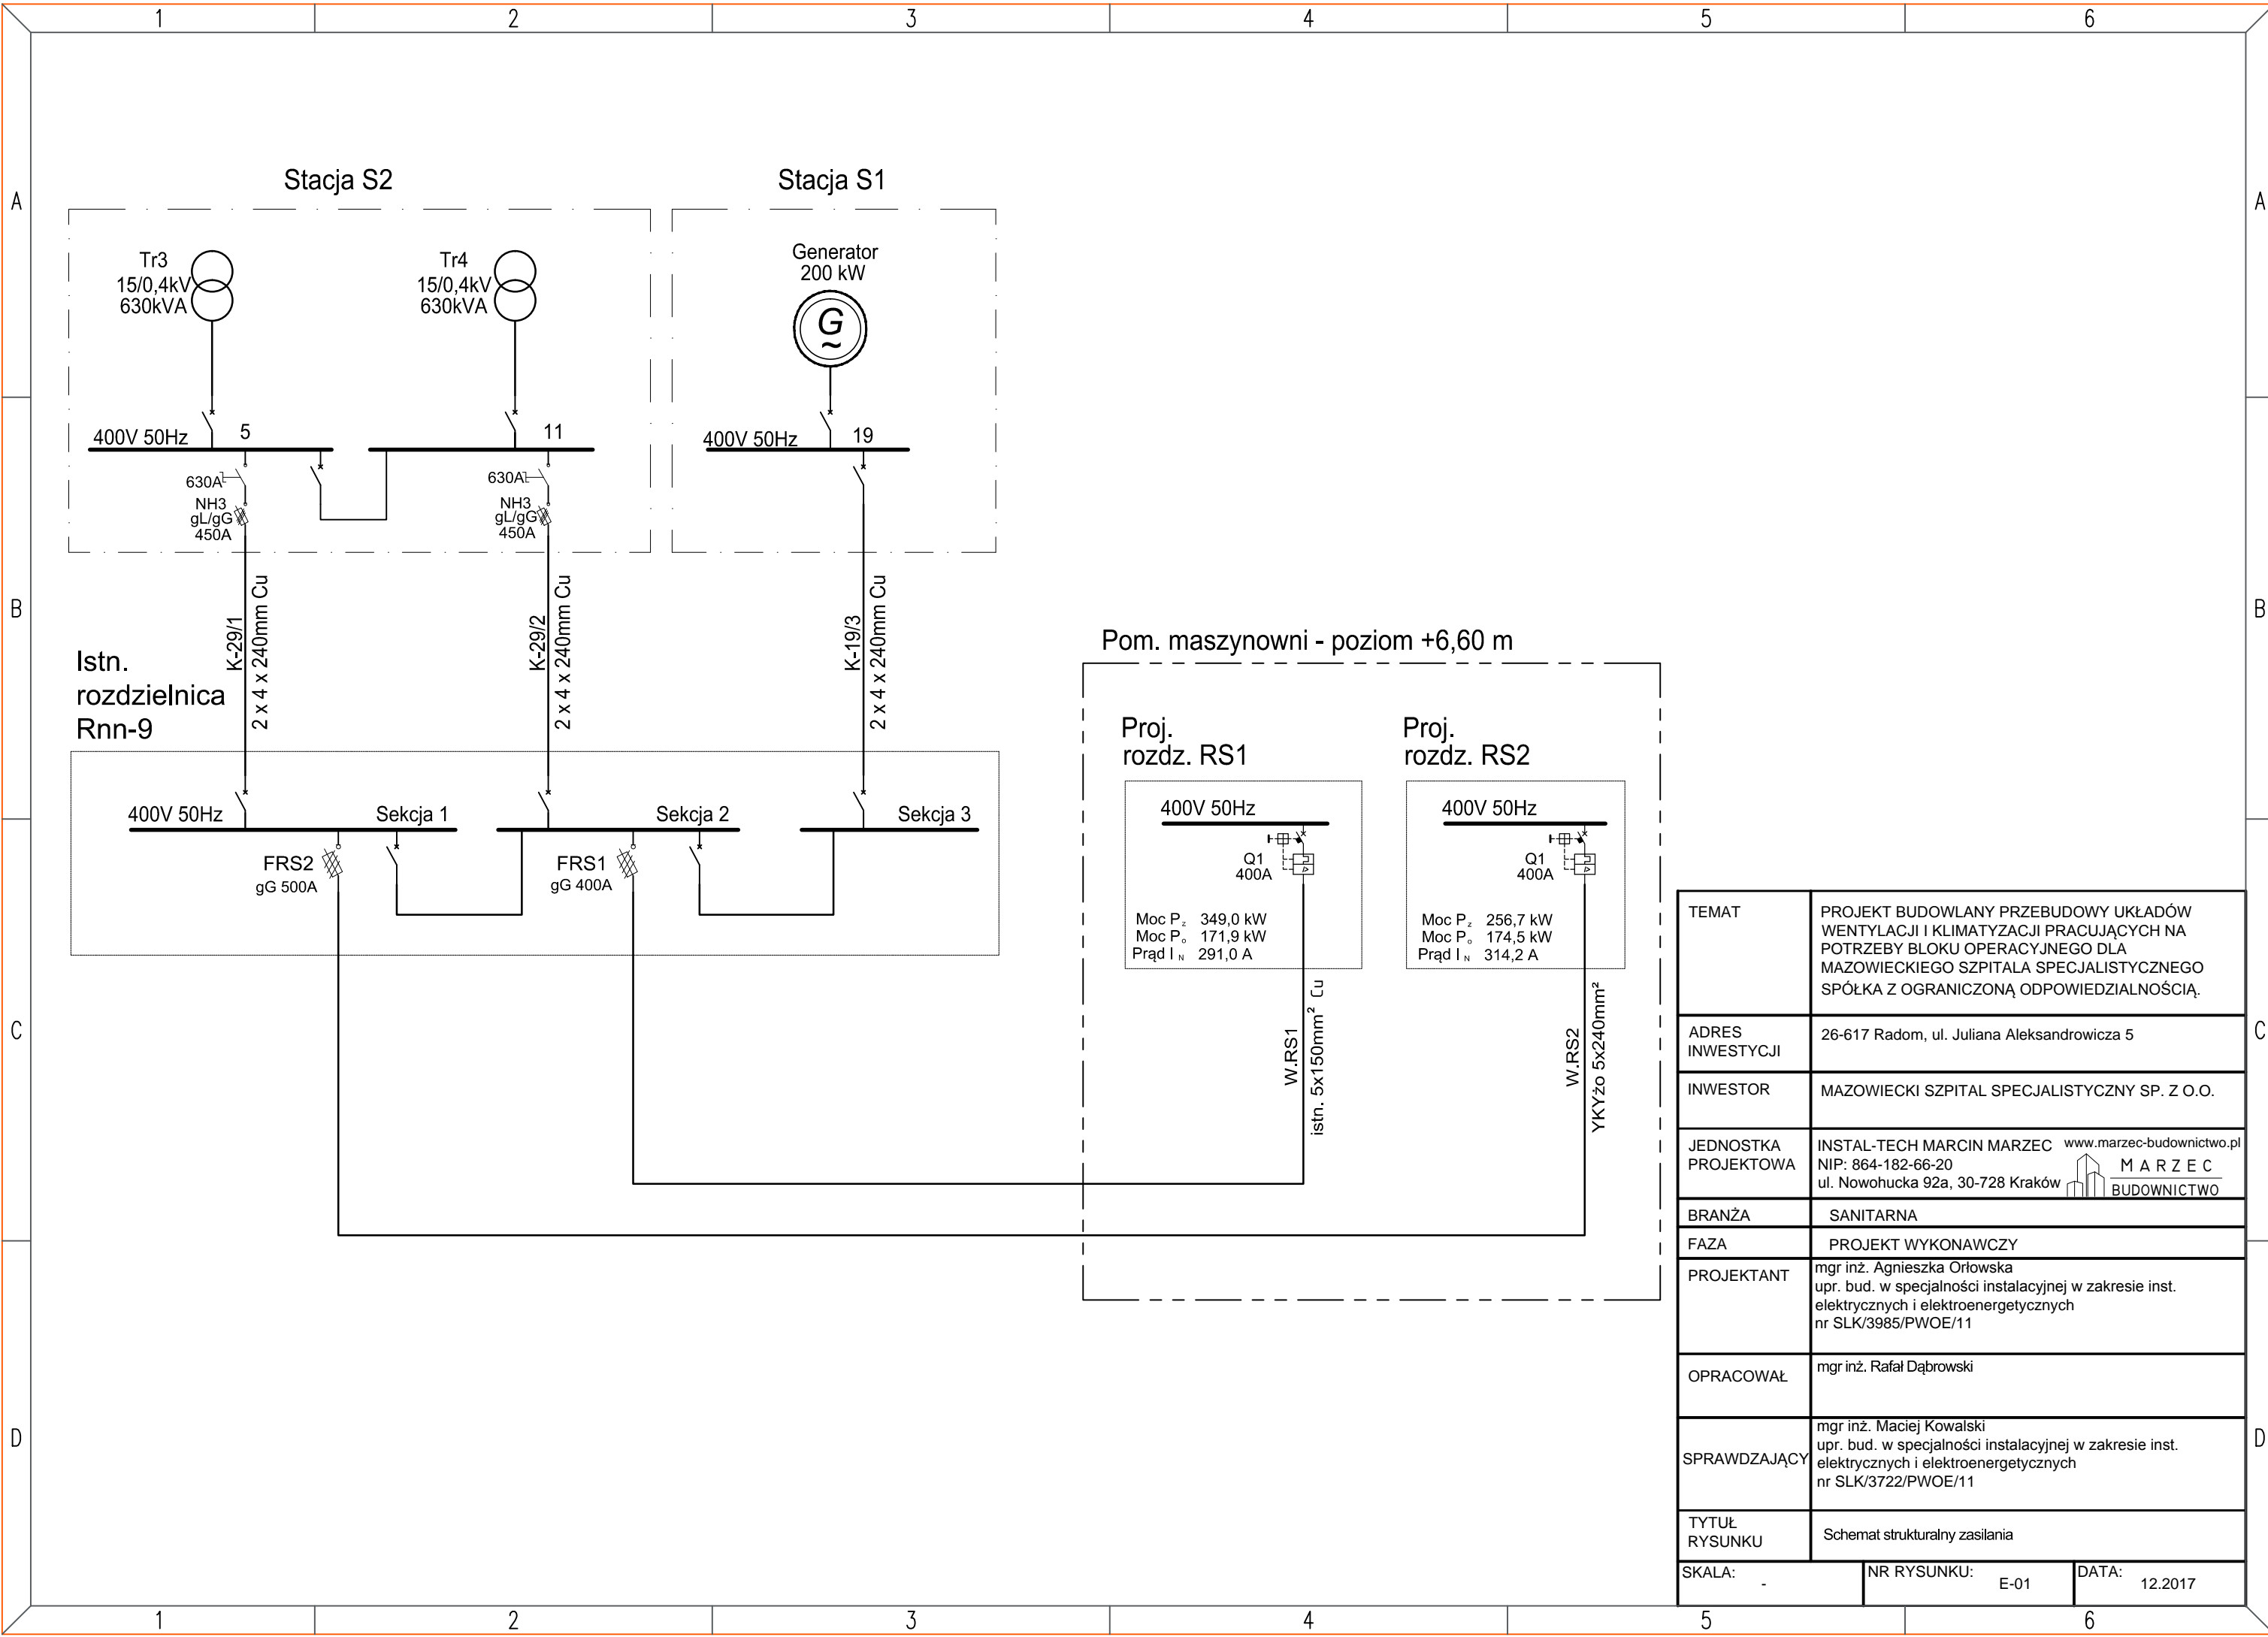 1 2 3 4 5 6
A A
B B
C C
D D
Stacja S2
Stacja S1
Tr3
15/0,4kV
630kVA
Tr4
15/0,4kV
630kVA
Generator
200 kW
G
~
400V 50Hz 5
11
400V 50Hz 19
630A
NH3
gL/gG
450A
630A
NH3
gL/gG
450A
K-29/1
2 x 4 x 240mm Cu
K-29/2
2 x 4 x 240mm Cu
K-19/3
2 x 4 x 240mm Cu
Istn.
rozdzielnica
Rnn-9
400V 50Hz
Sekcja 1
Sekcja 2
Sekcja 3
FRS2
gG 500A
FRS1
gG 400A
Pom. maszynowni - poziom +6,60 m
Proj.
rozdz. RS1
400V 50Hz
Q1
400A
Moc Pz 349,0 kW
Moc Po 171,9 kW
Prąd IN 291,0 A
W.RS1
istn. 5x150mm² Cu
Proj.
rozdz. RS2
400V 50Hz
Q1
400A
Moc Pz 256,7 kW
Moc Po 174,5 kW
Prąd IN 314,2 A
W.RS2
YKYżo 5x240mm²
TEMAT
PROJEKT BUDOWLANY PRZEBUDOWY UKŁADÓW
WENTYLACJI I KLIMATYZACJI PRACUJĄCYCH NA
POTRZEBY BLOKU OPERACYJNEGO DLA
MAZOWIECKIEGO SZPITALA SPECJALISTYCZNEGO
SPÓŁKA Z OGRANICZONĄ ODPOWIEDZIALNOŚCIĄ.
ADRES
INWESTYCJI
26-617 Radom, ul. Juliana Aleksandrowicza 5
INWESTOR
MAZOWIECKI SZPITAL SPECJALISTYCZNY SP. Z O.O.
JEDNOSTKA
PROJEKTOWA
INSTAL-TECH MARCIN MARZEC
NIP: 864-182-66-20
ul. Nowohucka 92a, 30-728 Kraków
www.marzec-budownictwo.pl
MARZEC
BUDOWNICTWO
BRANŻA
SANITARNA
FAZA
PROJEKT WYKONAWCZY
PROJEKTANT
mgr inż. Agnieszka Orłowska
upr. bud. w specjalności instalacyjnej w zakresie inst.
elektrycznych i elektroenergetycznych
nr SLK/3985/PWOE/11
OPRACOWAŁ
mgr inż. Rafał Dąbrowski
SPRAWDZAJĄCY
mgr inż. Maciej Kowalski
upr. bud. w specjalności instalacyjnej w zakresie inst.
elektrycznych i elektroenergetycznych
nr SLK/3722/PWOE/11
TYTUŁ
RYSUNKU
Schemat strukturalny zasilania
SKALA:
-
NR RYSUNKU:
E-01
DATA:
12.2017
1 2 3 4 5 6